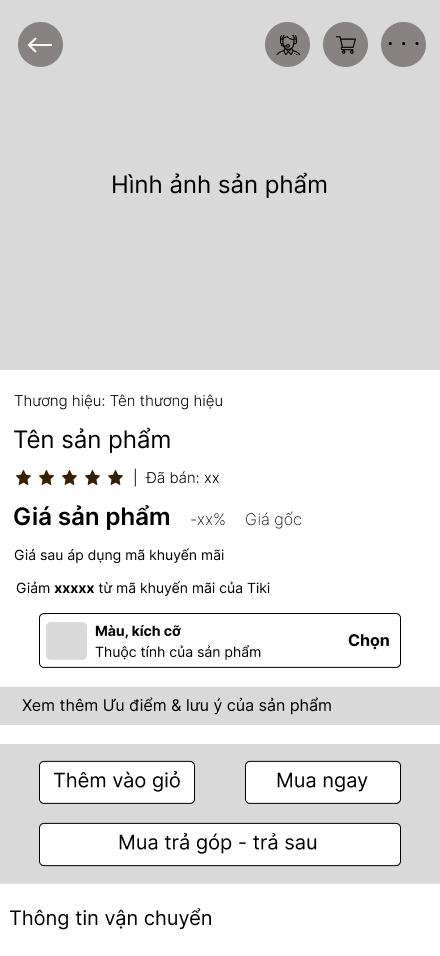 Hình ảnh sản phẩm
Thương hiệu: Tên thương hiệu
Tên sản phẩm
| Đã bán: xx
Giá sản phẩm -xx% Giá gốc
Giá sau áp dụng mã khuyến mãi
Giảm xxxxx từ mã khuyến mãi của Tiki
Màu, kích cỡ
Thuộc tính của sản phẩm
Chọn
Xem thêm Ưu điểm & lưu ý của sản phẩm
Thêm vào giỏ
Mua ngay
Mua trả góp - trả sau
Thông tin vận chuyển